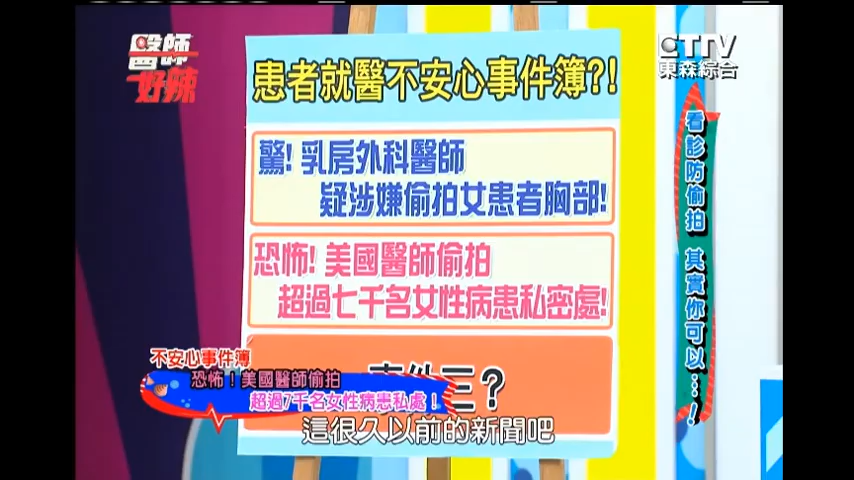 醫師
好辣
ETTV
東森綜合
患者就醫不安心事件簿?!
驚! 乳房外科醫師
疑涉嫌偷拍女患者胸部!
恐怖! 美國醫師偷拍
超過七千名女性病患私密處!
事件三?
看診防偷拍 其實你可以…!
不安心事件簿
恐怖!美國醫師偷拍
超過7千名女性病患私處!
這很久以前的新聞吧